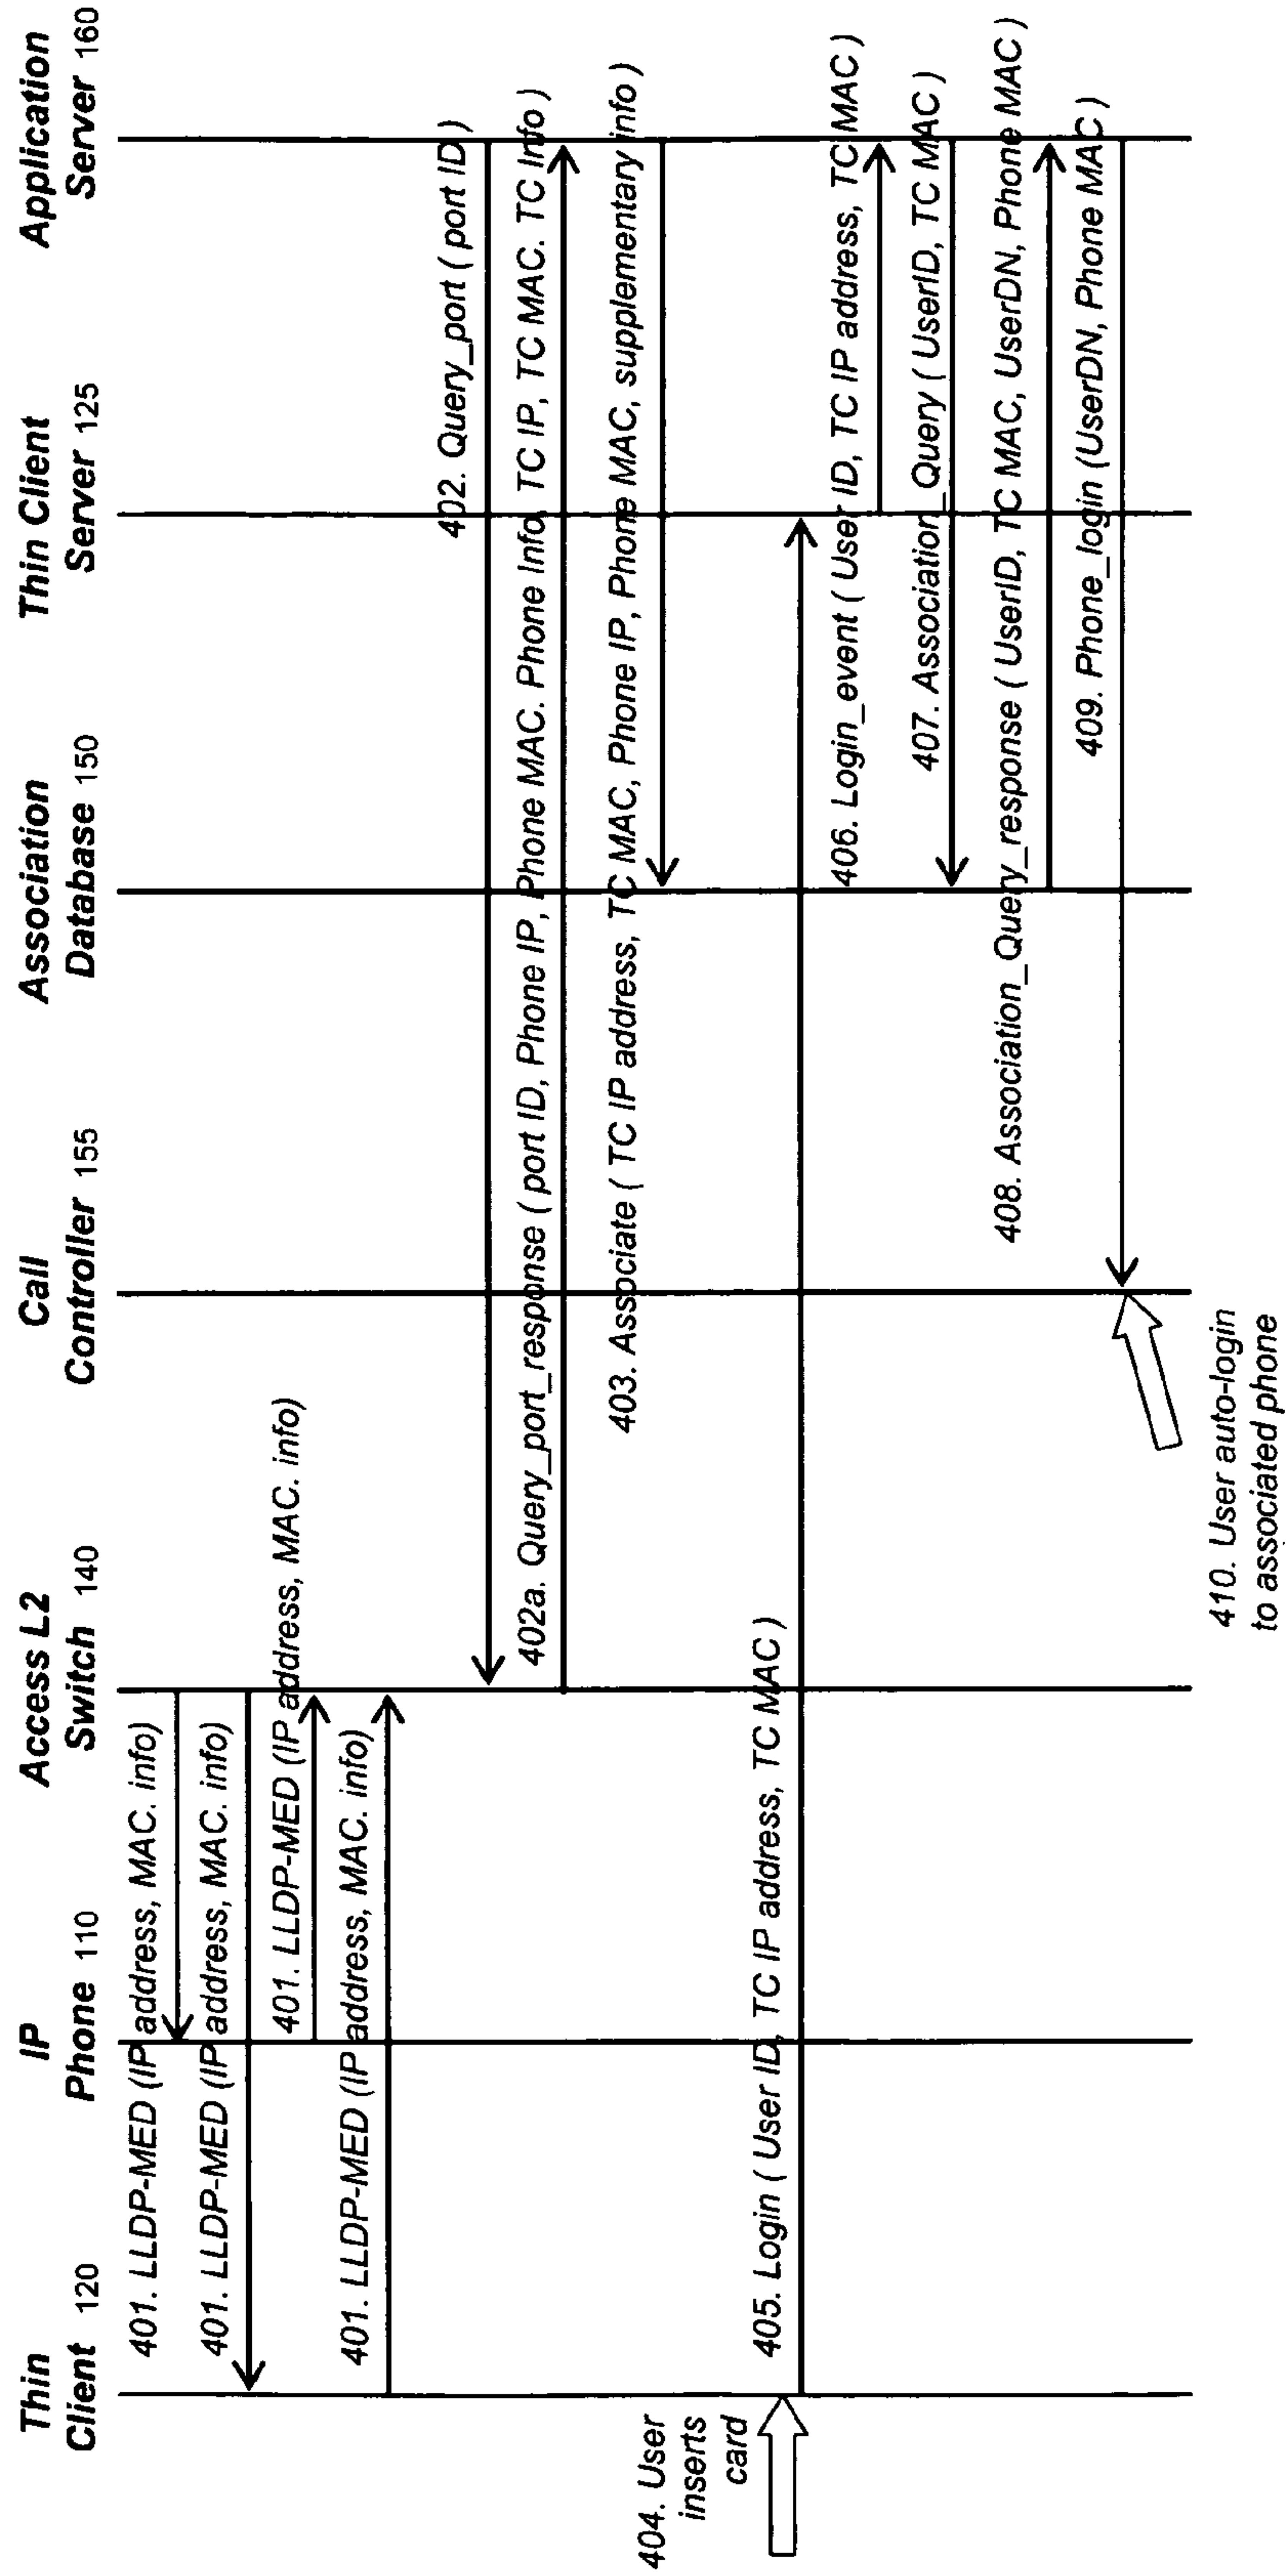 Thin
Client 120
IP
Phone 110
Access L2
Switch 140
Call
Controller 155
Association
Database 150
Thin Client
Server 125
Application
Server 160
401. LLDP-MED (IP address, MAC. info)
401. LLDP-MED (IP address, MAC. info)
401. LLDP-MED (IP address, MAC. info)
401. LLDP-MED (IP address, MAC. info)
402. Query_port ( port ID )
402a. Query_port_response ( port ID, Phone IP, Phone MAC. Phone Info, TC IP, TC MAC. TC Info )
403. Associate ( TC IP address, TC MAC, Phone IP, Phone MAC, supplementary info )
404. User
inserts
card
405. Login ( User ID, TC IP address, TC MAC )
406. Login_event ( User ID, TC IP address, TC MAC )
407. Association_Query ( UserID, TC MAC )
408. Association_Query_response ( UserID, TC MAC, UserDN, Phone MAC )
409. Phone_login (UserDN, Phone MAC )
410. User auto-login
to associated phone